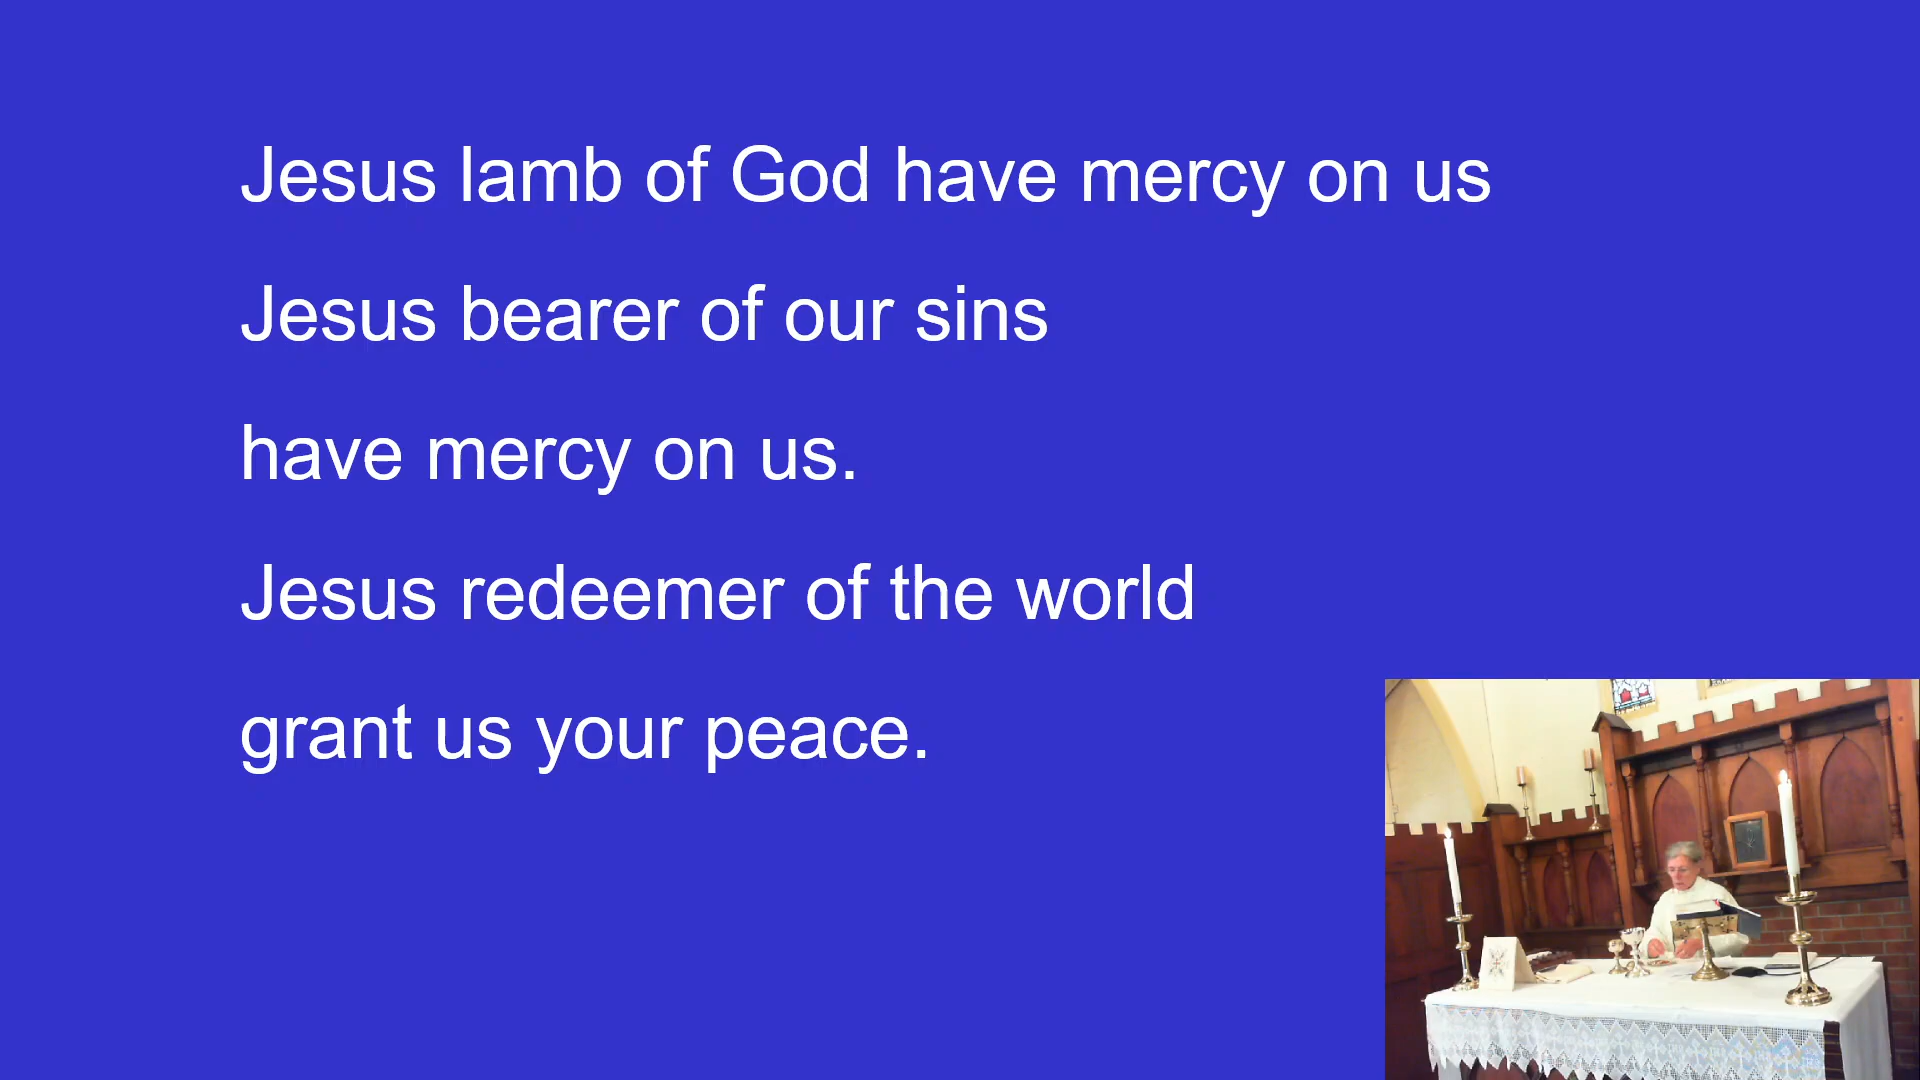 Jesus lamb of God have mercy on us
Jesus bearer of our sins
have mercy on us.
Jesus redeemer of the world
grant us your peace.